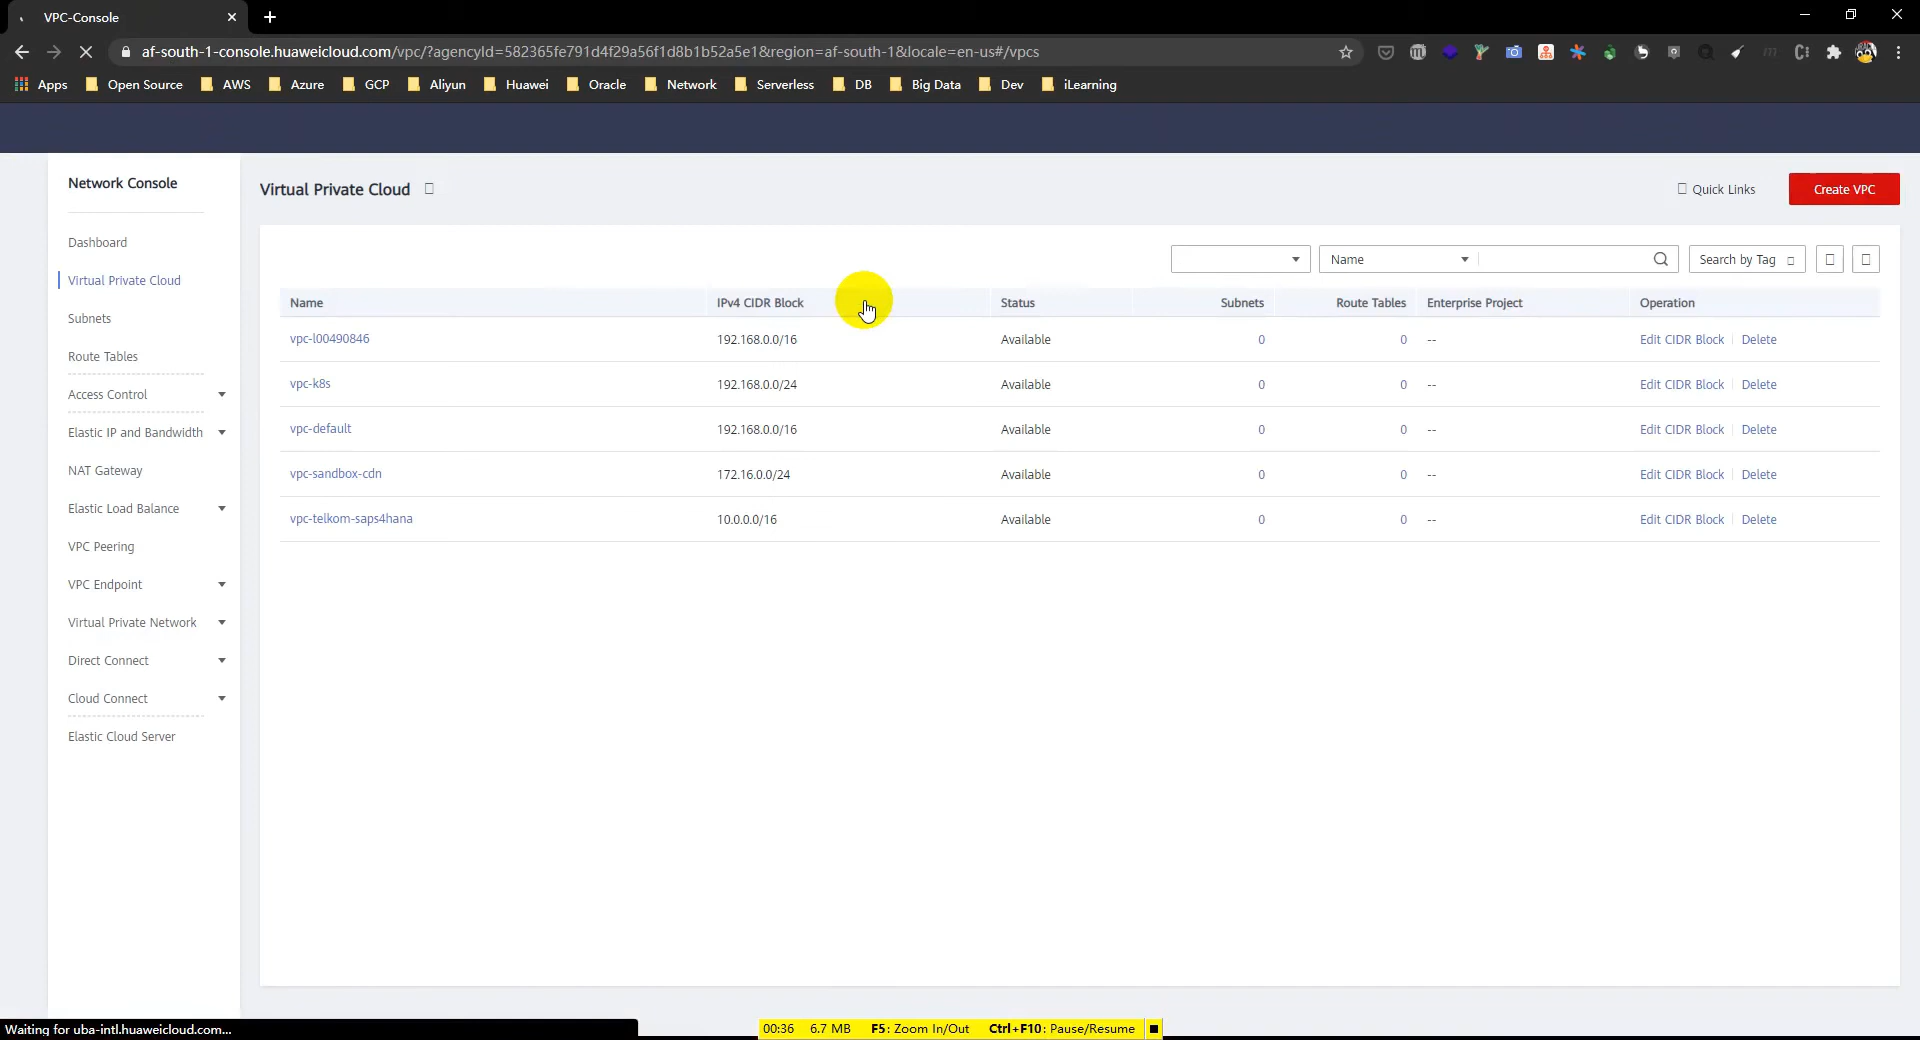 VPC-Console
af-south-1-console.huaweicloud.com/vpc/?agencyId=582365fe791d4f29a56f1d8b1b52a5e1&region=af-south-1&locale=en-us#/vpcs
Apps Open Source AWS Azure GCP Aliyun Huawei Oracle Network Serverless DB Big Data Dev iLearning
Network Console
Dashboard
Virtual Private Cloud
Subnets
Route Tables
Access Control
Elastic IP and Bandwidth
NAT Gateway
Elastic Load Balance
VPC Peering
VPC Endpoint
Virtual Private Network
Direct Connect
Cloud Connect
Elastic Cloud Server
Virtual Private Cloud
Quick Links
Create VPC
Name
Search by Tag
Name IPv4 CIDR Block Status Subnets Route Tables Enterprise Project Operation
vpc-l00490846 192.168.0.0/16 Available 0 0 -- Edit CIDR Block Delete
vpc-k8s 192.168.0.0/24 Available 0 0 -- Edit CIDR Block Delete
vpc-default 192.168.0.0/16 Available 0 0 -- Edit CIDR Block Delete
vpc-sandbox-cdn 172.16.0.0/24 Available 0 0 -- Edit CIDR Block Delete
vpc-telkom-saps4hana 10.0.0.0/16 Available 0 0 -- Edit CIDR Block Delete
Waiting for uba-intl.huaweicloud.com...
00:36 6.7 MB F5: Zoom In/Out Ctrl+F10: Pause/Resume